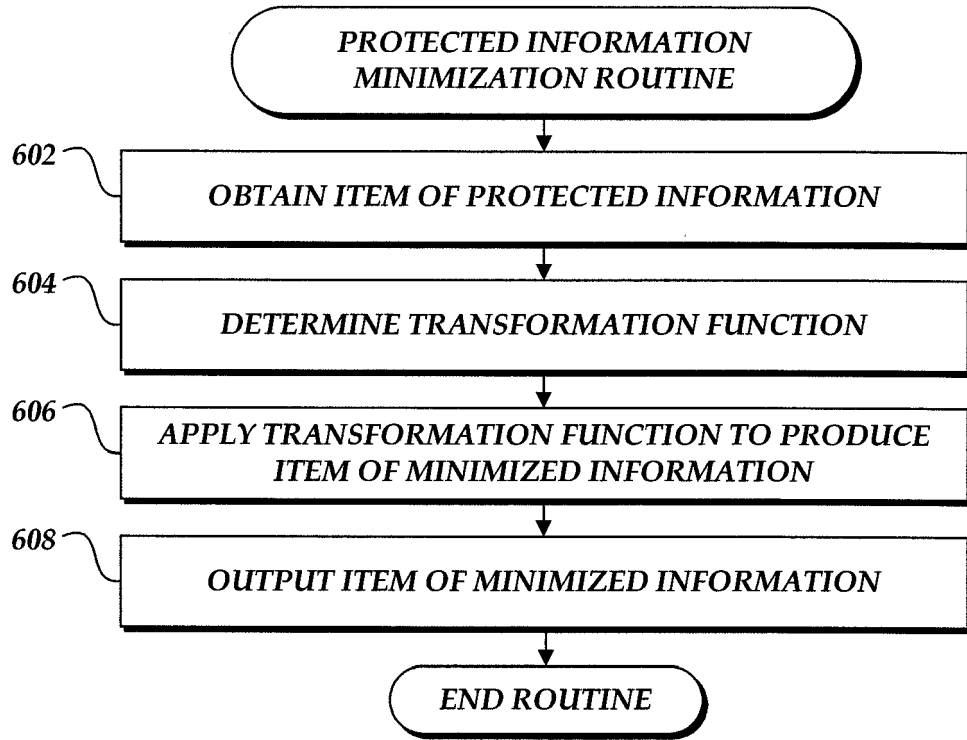 PROTECTED INFORMATION
MINIMIZATION ROUTINE
602
OBTAIN ITEM OF PROTECTED INFORMATION
604
DETERMINE TRANSFORMATION FUNCTION
606
APPLY TRANSFORMATION FUNCTION TO PRODUCE
ITEM OF MINIMIZED INFORMATION
608
OUTPUT ITEM OF MINIMIZED INFORMATION
END ROUTINE